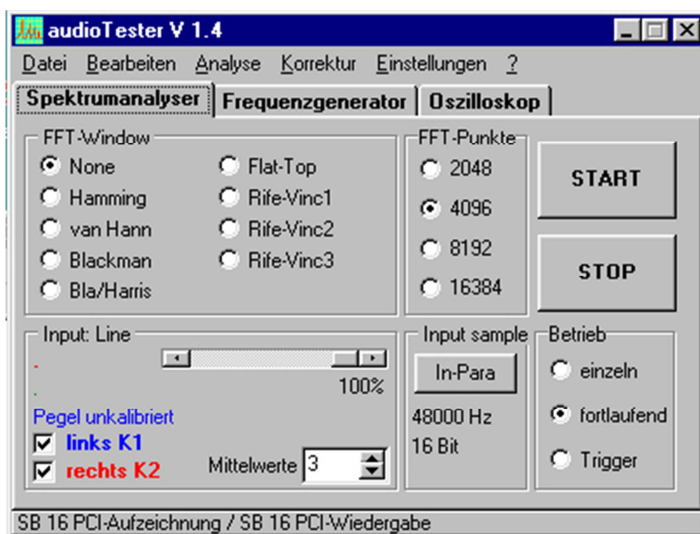 audioTester V 1.4
Datei Bearbeiten Analyse Korrektur Einstellungen ?
Spektrumanalyser Frequenzgenerator Oszilloskop
FFT-Window
None
Hamming
van Hann
Blackman
Bla/Harris
Flat-Top
Rife-Vinc1
Rife-Vinc2
Rife-Vinc3
FFT-Punkte
2048
4096
8192
16384
START
STOP
Input: Line
100%
Pegel unkalibriert
links K1
rechts K2
Mittelwerte 3
Input sample
In-Para
48000 Hz
16 Bit
Betrieb
einzeln
fortlaufend
Trigger
SB 16 PCI-Aufzeichnung / SB 16 PCI-Wiedergabe